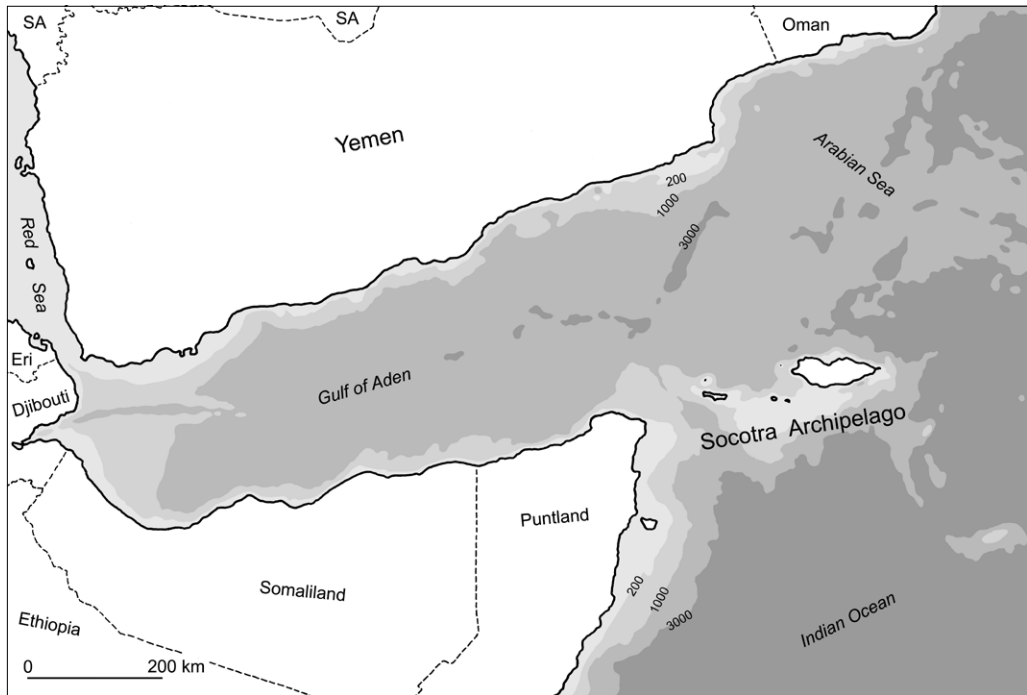 SA
SA
Oman
Yemen
Arabian Sea
200
1000
3000
Red Sea
Eri
Djibouti
Gulf of Aden
Socotra Archipelago
Puntland
Somaliland
200
1000
3000
Ethiopia
Indian Ocean
0 200 km